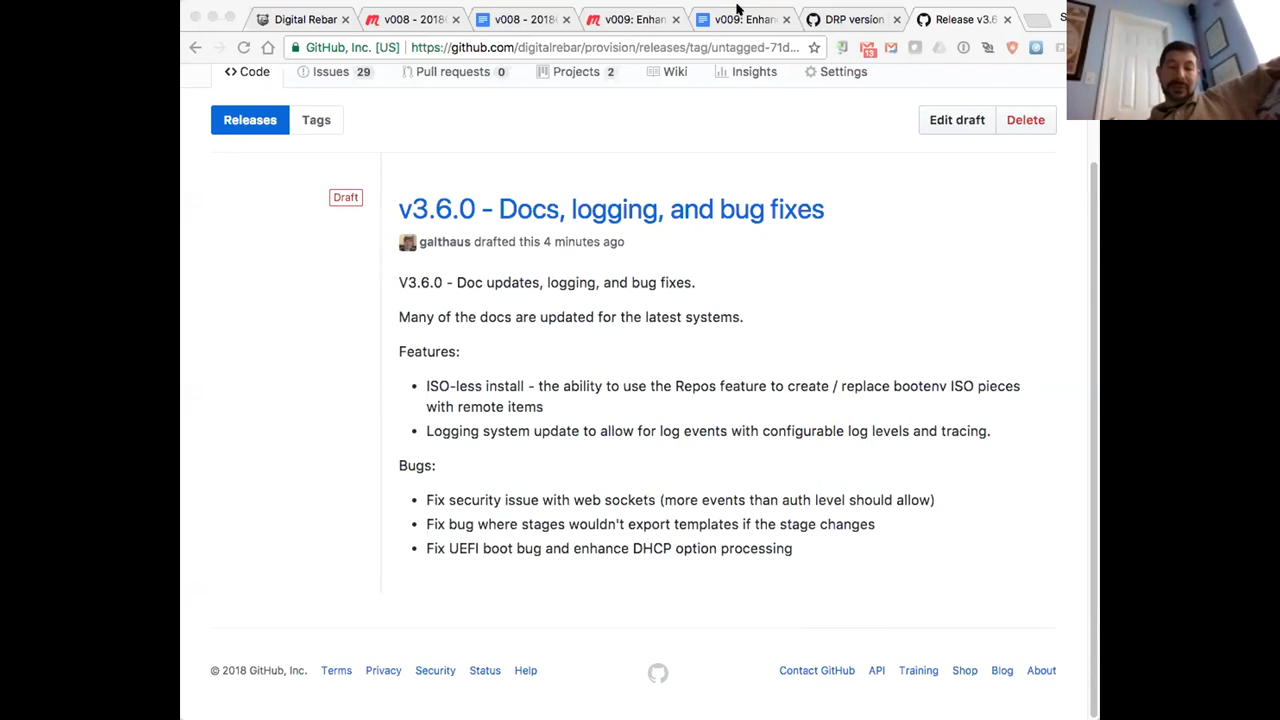 Digital Rebar
v008 - 2018
v008 - 2018
v009: Enhan
v009: Enhan
DRP version
Release v3.6
GitHub, Inc. [US] https://github.com/digitalrebar/provision/releases/tag/untagged-71d...
13
Code
Issues 29
Pull requests 0
Projects 2
Wiki
Insights
Settings
Releases
Tags
Edit draft
Delete
Draft
v3.6.0 - Docs, logging, and bug fixes
galthaus drafted this 4 minutes ago
V3.6.0 - Doc updates, logging, and bug fixes.
Many of the docs are updated for the latest systems.
Features:
• ISO-less install - the ability to use the Repos feature to create / replace bootenv ISO pieces
with remote items
• Logging system update to allow for log events with configurable log levels and tracing.
Bugs:
• Fix security issue with web sockets (more events than auth level should allow)
• Fix bug where stages wouldn't export templates if the stage changes
• Fix UEFI boot bug and enhance DHCP option processing
© 2018 GitHub, Inc. Terms Privacy Security Status Help
Contact GitHub API Training Shop Blog About